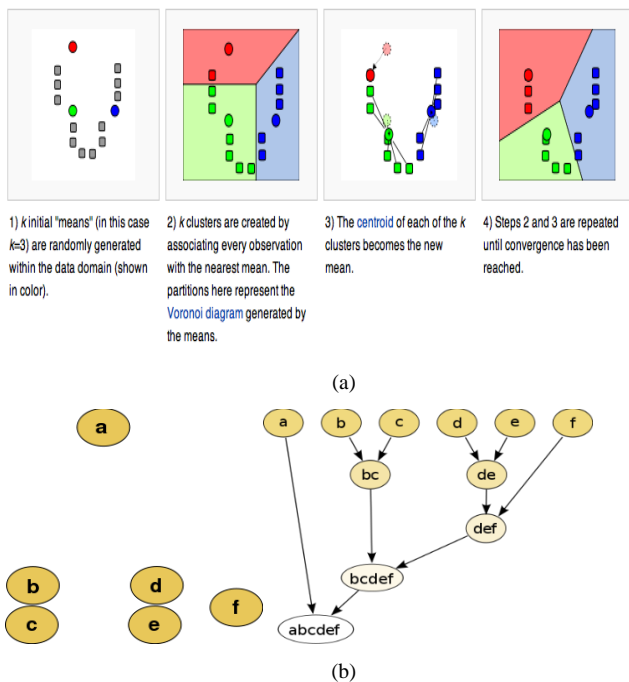 1) k initial "means" (in this case
k=3) are randomly generated
within the data domain (shown
in color).
2) k clusters are created by
associating every observation
with the nearest mean. The
partitions here represent the
Voronoi diagram generated by
the means.
3) The centroid of each of the k
clusters becomes the new
mean.
4) Steps 2 and 3 are repeated
until convergence has been
reached.
(a)
a
b
c
d
e
f
a b c d e f
bc de
def
bcdef
abcdef
(b)